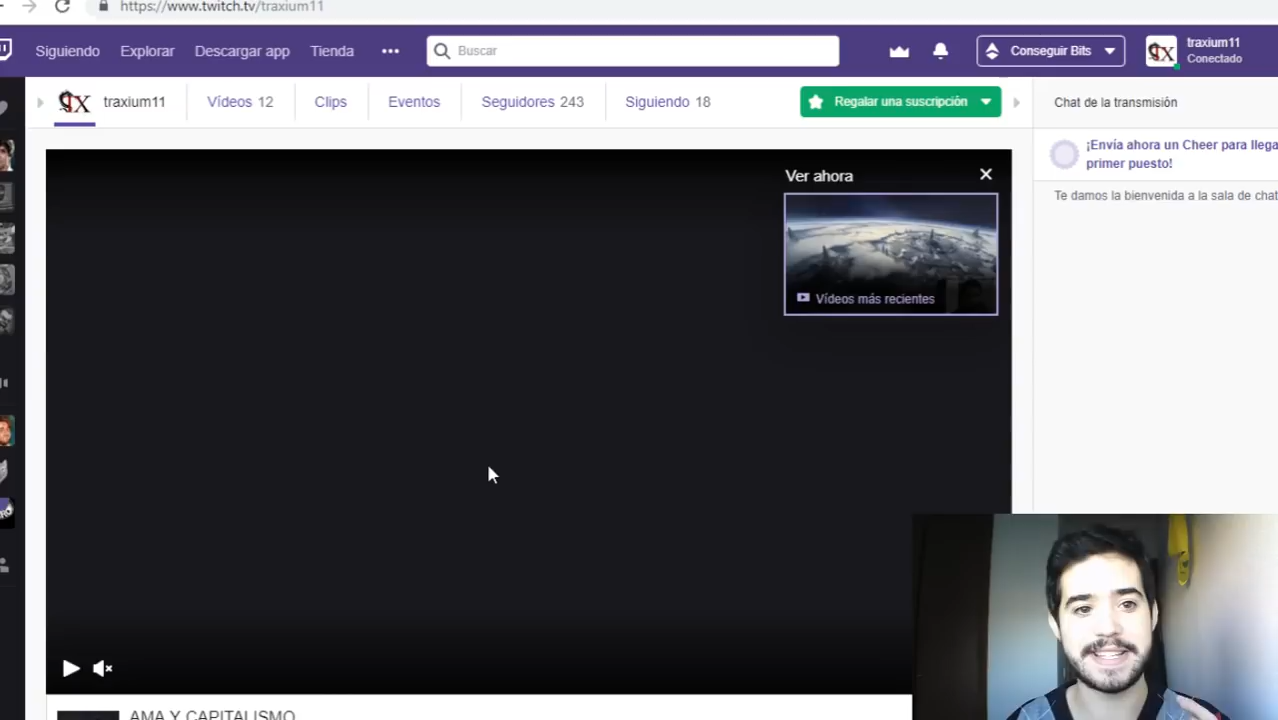 https://www.twitch.tv/traxium11
Siguiendo
Explorar
Descargar app
Tienda
Buscar
Conseguir Bits
traxium11
Conectado
traxium11
Vídeos 12
Clips
Eventos
Seguidores 243
Siguiendo 18
Regalar una suscripción
Chat de la transmisión
¡Envía ahora un Cheer para llega
primer puesto!
Te damos la bienvenida a la sala de chat
Ver ahora
Vídeos más recientes
AMA Y CAPITALISMO